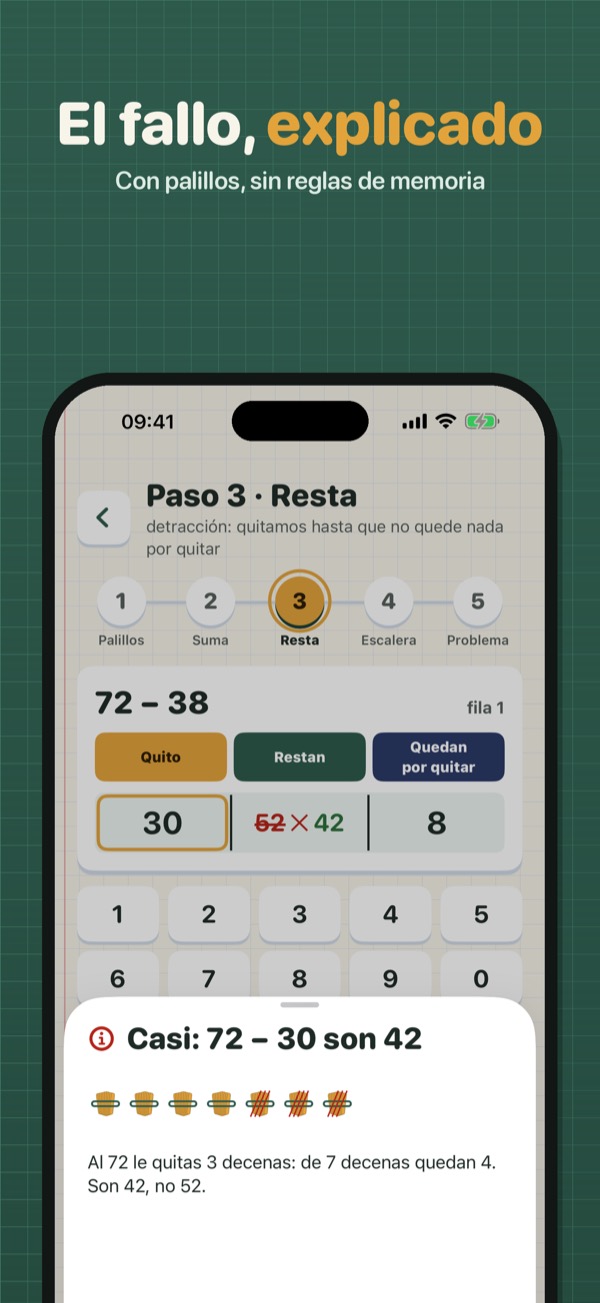 El fallo, explicado
Con palillos, sin reglas de memoria
09:41
Paso 3 · Resta
detracción: quitamos hasta que no quede nada
por quitar
1 2 3 4 5
Palillos Suma Resta Escalera Problema
72 – 38 fila 1
Quito Restan Quedan
por quitar
30 52 × 42 8
1 2 3 4 5
6 7 8 9 0
Casi: 72 – 30 son 42
Al 72 le quitas 3 decenas: de 7 decenas quedan 4.
Son 42, no 52.